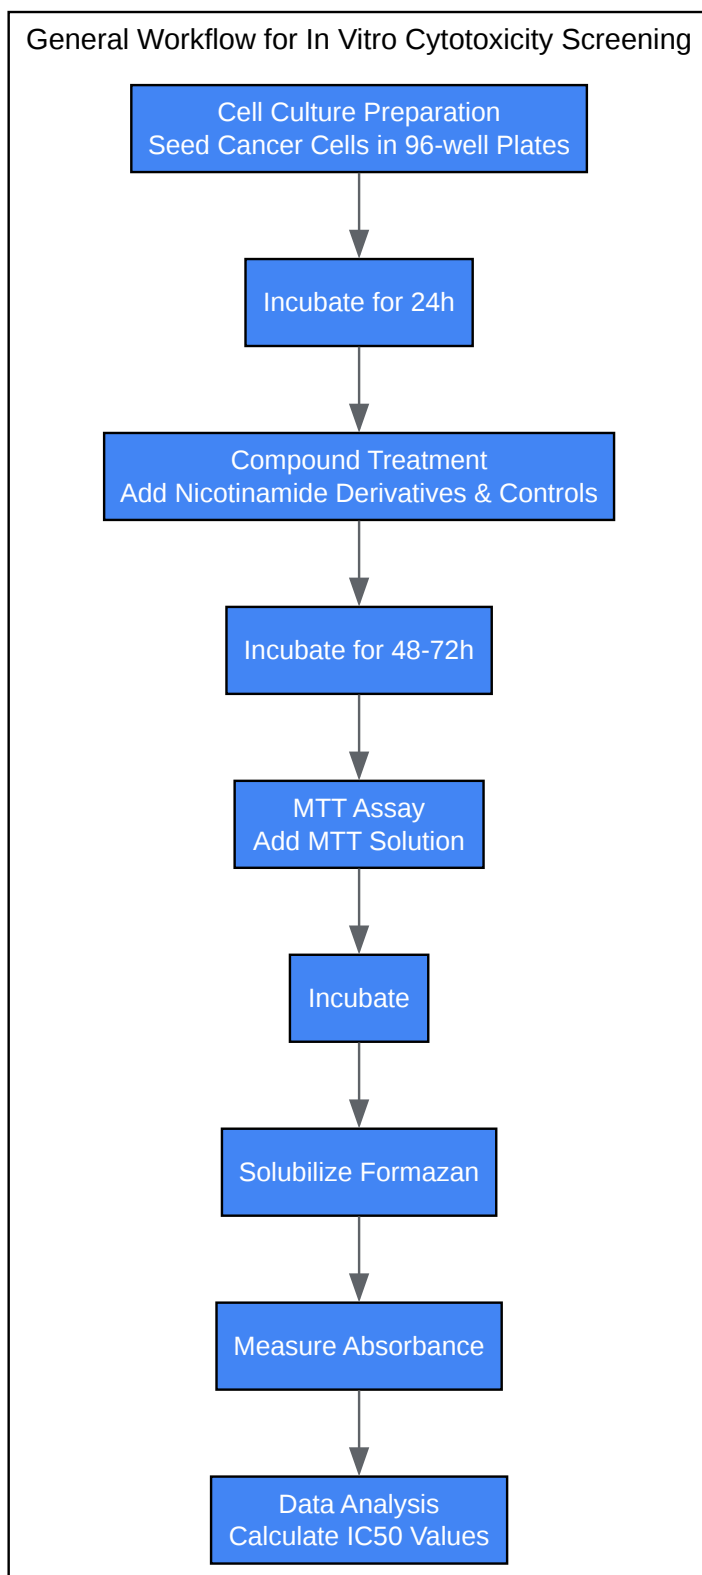 General Workflow for In Vitro Cytotoxicity Screening
Cell Culture Preparation
Seed Cancer Cells in 96-well Plates
Incubate for 24h
Compound Treatment
Add Nicotinamide Derivatives & Controls
Incubate for 48-72h
MTT Assay
Add MTT Solution
Incubate
Solubilize Formazan
Measure Absorbance
Data Analysis
Calculate IC50 Values